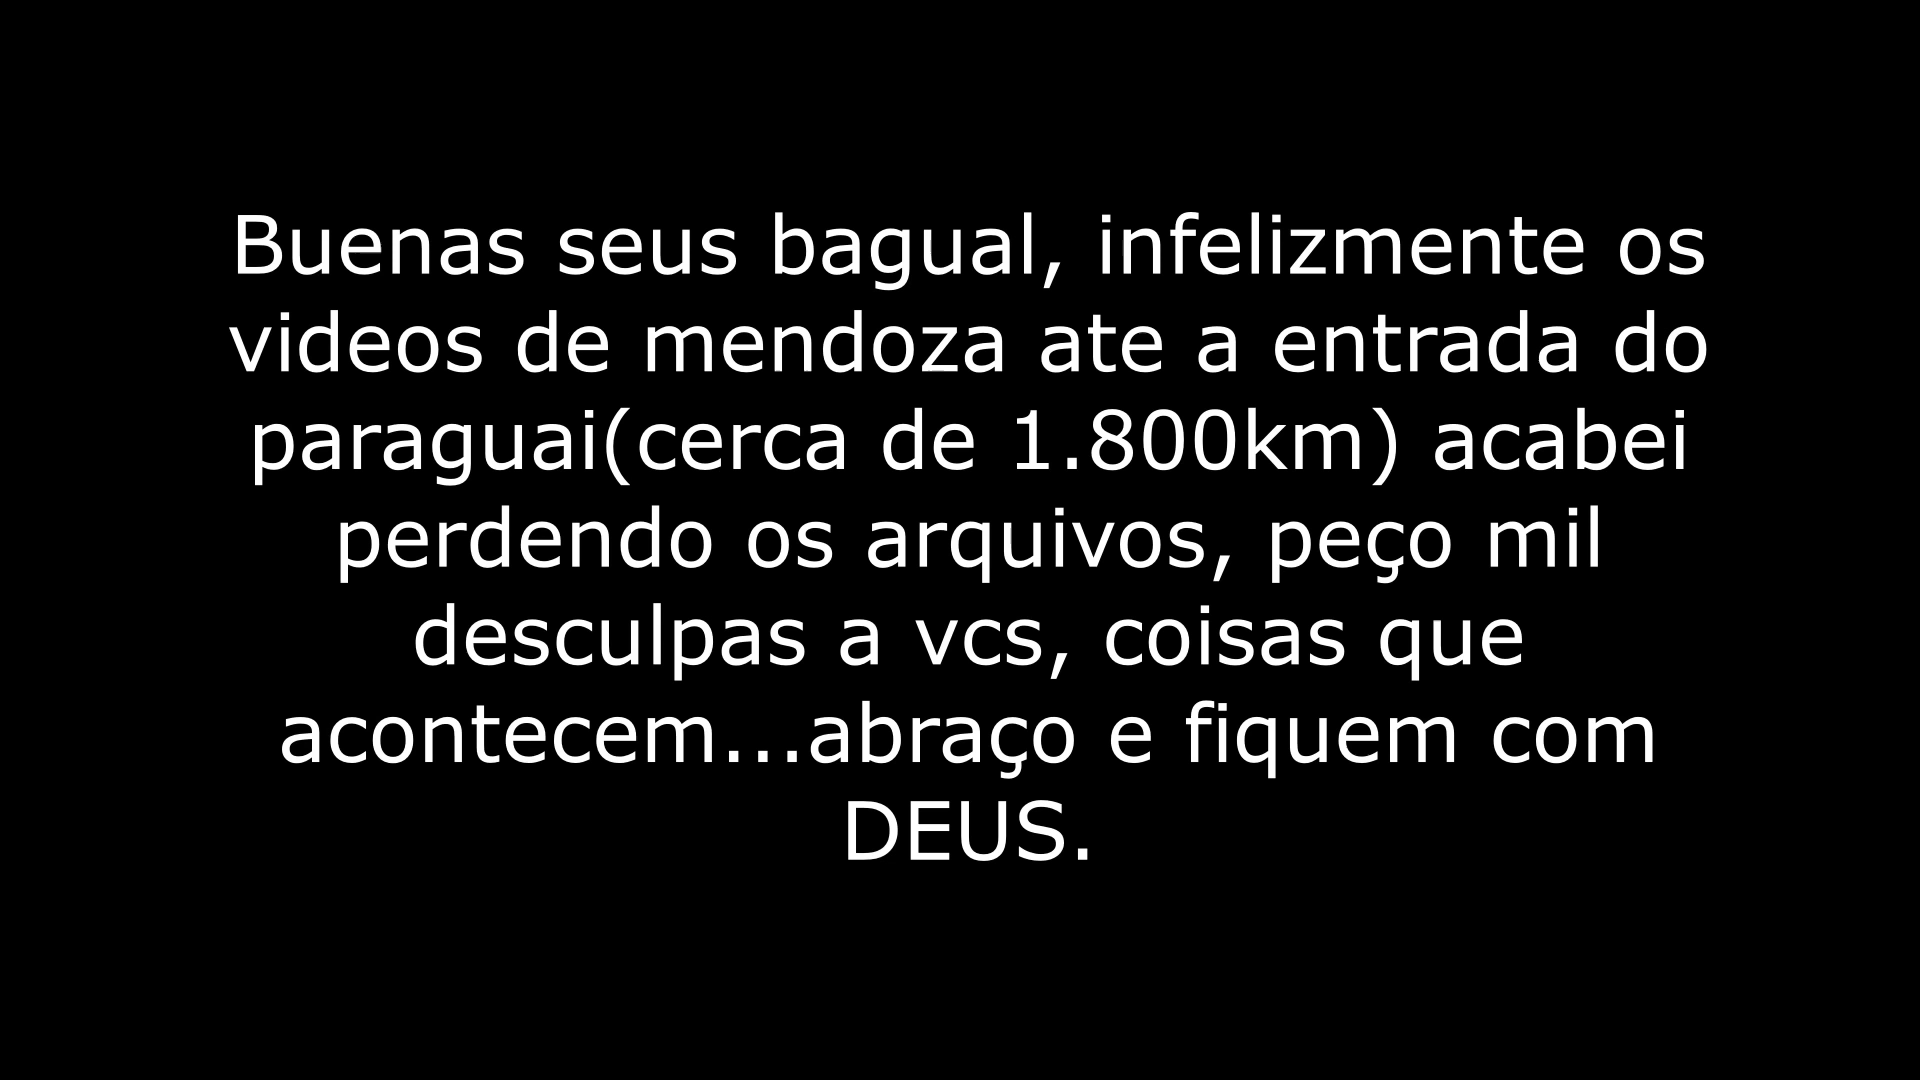 Buenas seus bagual, infelizmente os
videos de mendoza ate a entrada do
paraguai(cerca de 1.800km) acabei
perdendo os arquivos, peço mil
desculpas a vcs, coisas que
acontecem...abraço e fiquem com
DEUS.